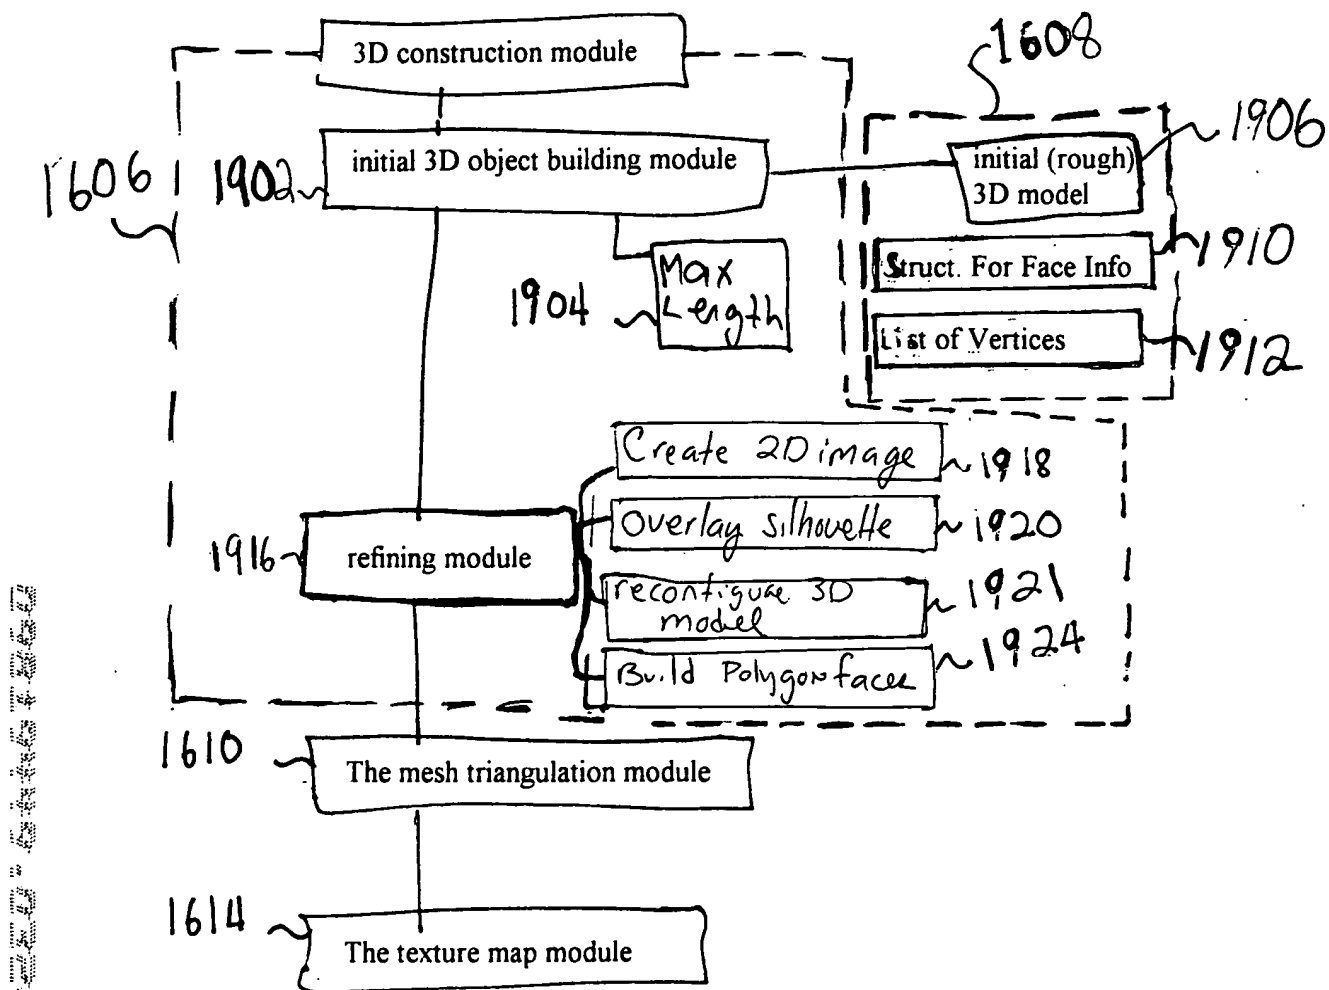 3D construction module
1608
1606
1902
initial 3D object building module
initial (rough)
3D model
1906
Struct. For Face Info
1910
Max
Length
1904
List of Vertices
1912
Create 2D image
1918
Overlay silhouette
1920
1916
refining module
reconfigure 3D
model
1921
Build Polygon faces
1924
1610
The mesh triangulation module
1614
The texture map module